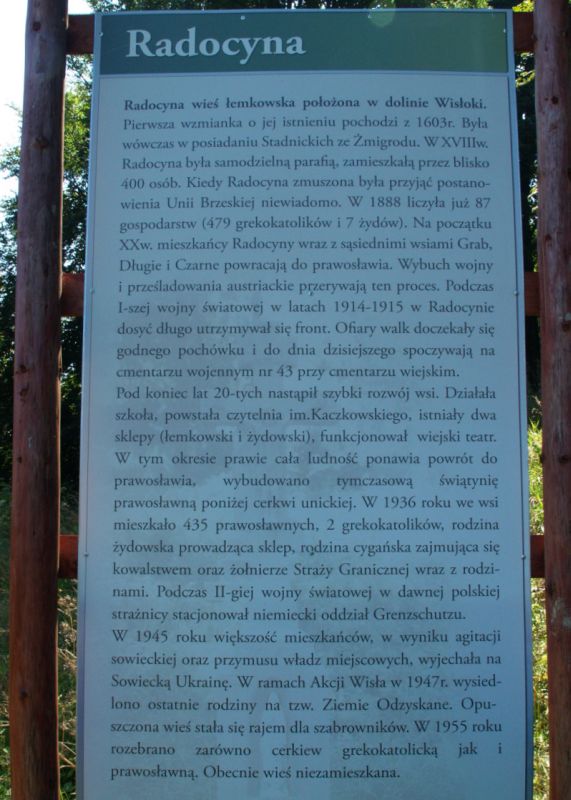 Radocyna
Radocyna wieś łemkowska położona w dolinie Wisłoki.
Pierwsza wzmianka o jej istnieniu pochodzi z 1603r. Była
wówczas w posiadaniu Stadnickich ze Żmigrodu. W XVIIIw.
Radocyna była samodzielną parafią, zamieszkałą przez blisko
400 osób. Kiedy Radocyna zmuszona była przyjąć postano-
wienia Unii Brzeskiej niewiadomo. W 1888 liczyła już 87
gospodarstw (479 grekokatolików i 7 żydów). Na początku
XXw. mieszkańcy Radocyny wraz z sąsiednimi wsiami Grab,
Długie i Czarne powracają do prawosławia. Wybuch wojny
i prześladowania austriackie przerywają ten proces. Podczas
I-szej wojny światowej w latach 1914-1915 w Radocynie
dosyć długo utrzymywał się front. Ofiary walk doczekały się
godnego pochówku i do dnia dzisiejszego spoczywają na
cmentarzu wojennym nr 43 przy cmentarzu wiejskim.
Pod koniec lat 20-tych nastąpił szybki rozwój wsi. Działała
szkoła, powstała czytelnia im.Kaczkowskiego, istniały dwa
sklepy (łemkowski i żydowski), funkcjonował wiejski teatr.
W tym okresie prawie cała ludność ponawia powrót do
prawosławia, wybudowano tymczasową świątynię
prawosławną poniżej cerkwi unickiej. W 1936 roku we wsi
mieszkało 435 prawosławnych, 2 grekokatolików, rodzina
żydowska prowadząca sklep, rodzina cygańska zajmująca się
kowalstwem oraz żołnierze Straży Granicznej wraz z rodzi-
nami. Podczas II-giej wojny światowej w dawnej polskiej
strażnicy stacjonował niemiecki oddział Grenzschutzu.
W 1945 roku większość mieszkańców, w wyniku agitacji
sowieckiej oraz przymusu władz miejscowych, wyjechała na
Sowiecką Ukrainę. W ramach Akcji Wisła w 1947r. wysied-
lono ostatnie rodziny na tzw. Ziemie Odzyskane. Opu-
szczona wieś stała się rajem dla szabrowników. W 1955 roku
rozebrano zarówno cerkiew grekokatolicką jak i
prawosławną. Obecnie wieś niezamieszkana.